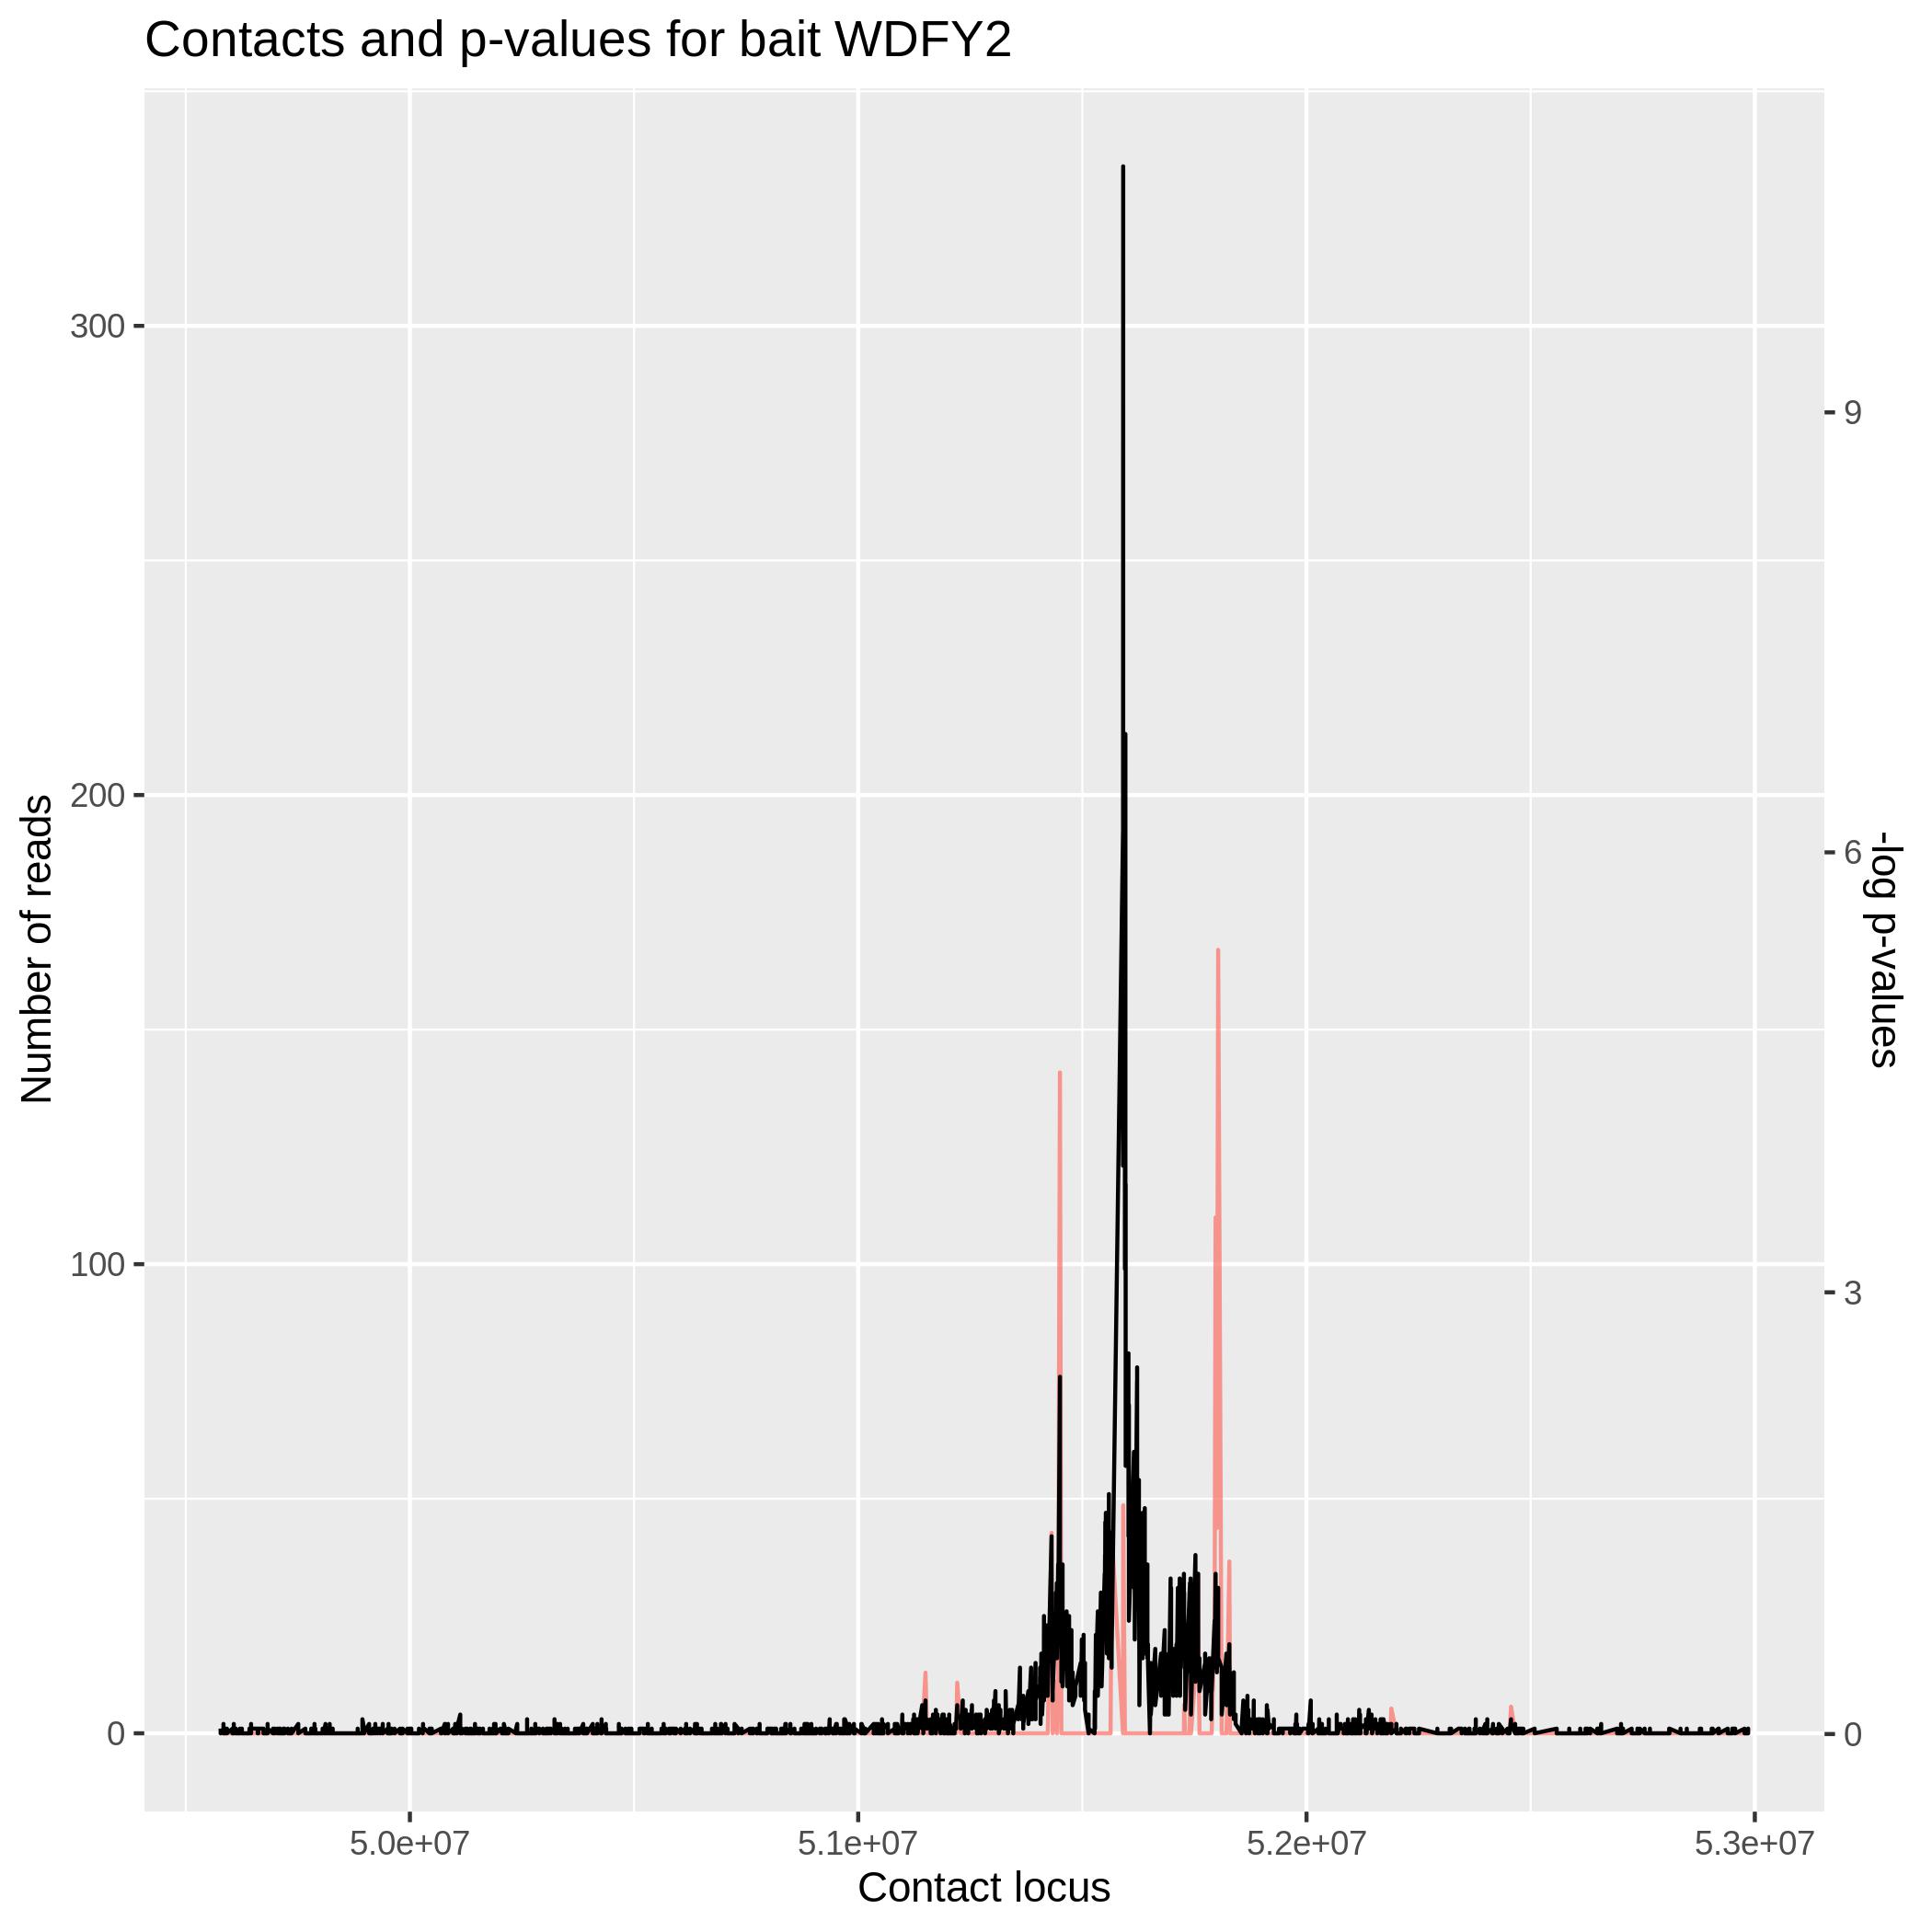 Contacts and p-values for bait WDFY2
Number of reads
300
200
100
0
9
6
3
0
-log p-values
5.0e+07
5.1e+07
5.2e+07
5.3e+07
Contact locus